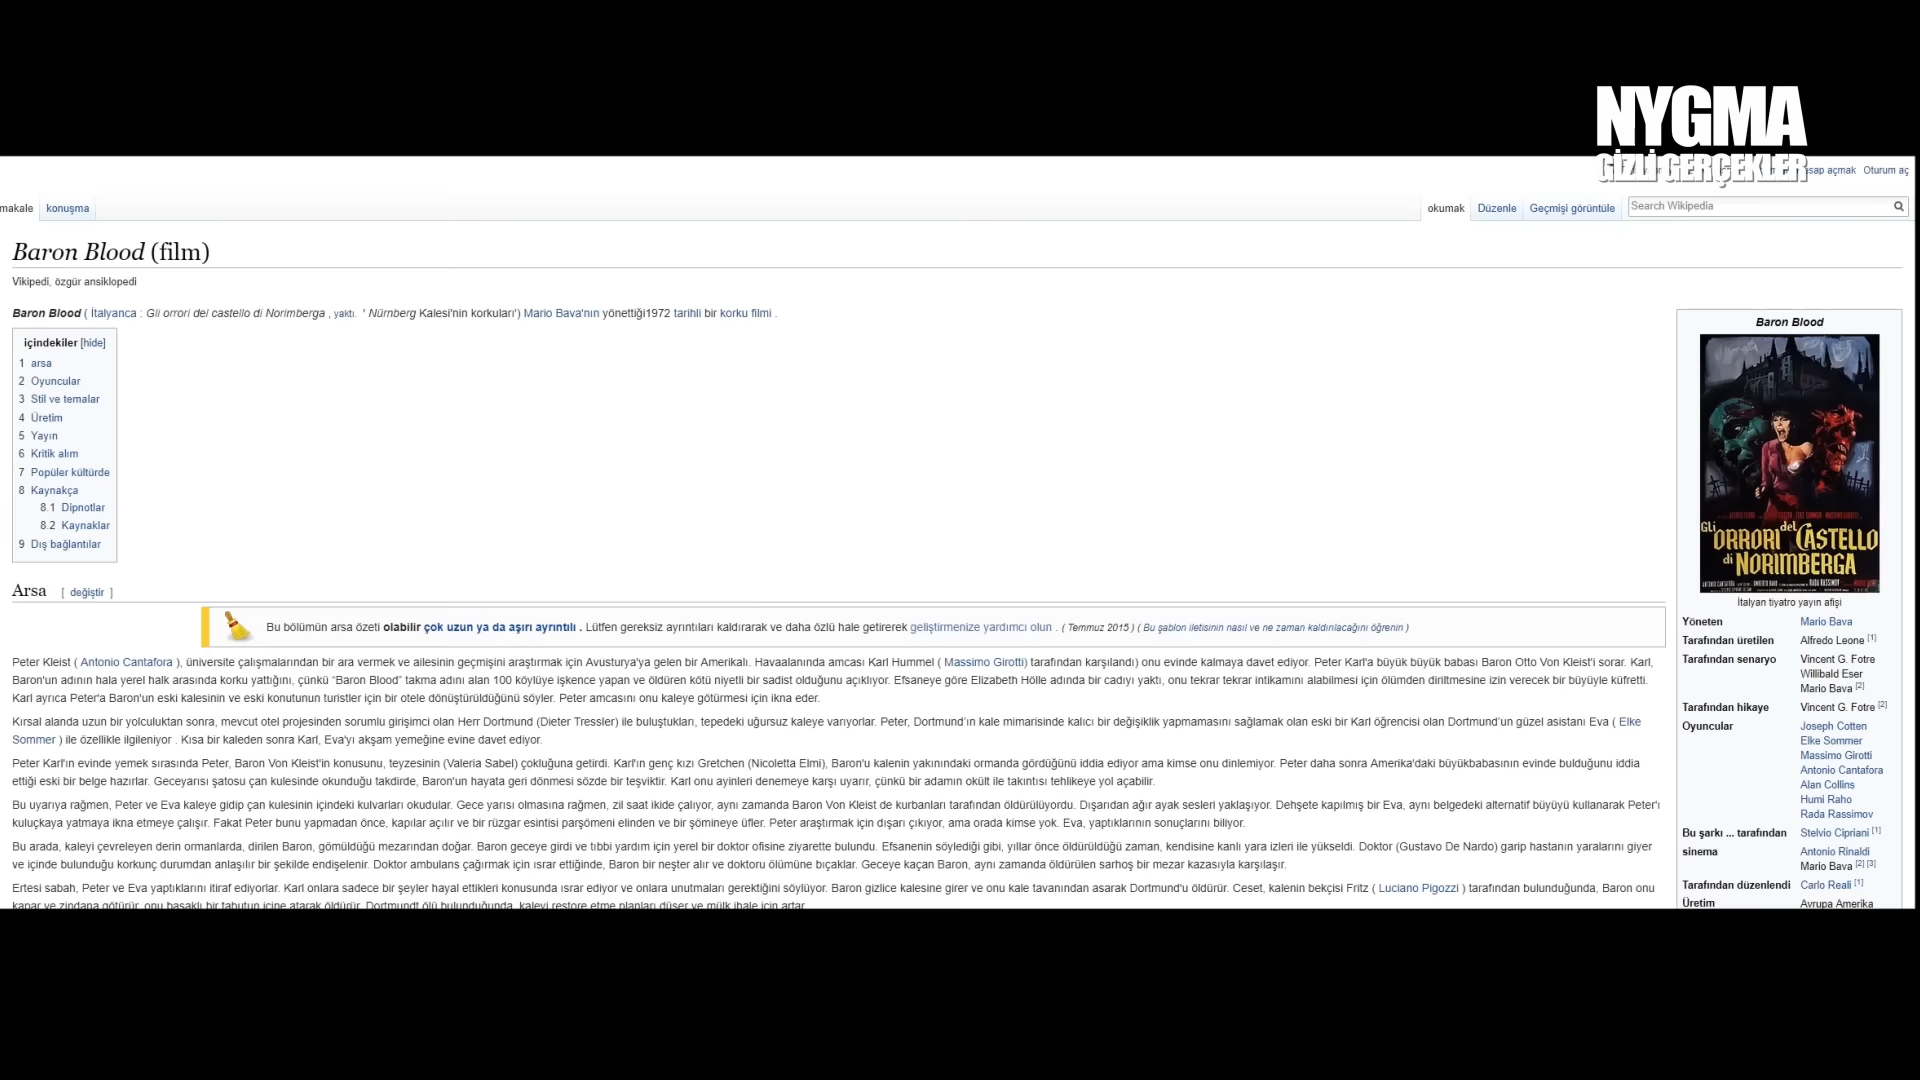 NYGMA
GİZLİ GERÇEKLER
sap açmak Oturum aç
makale konuşma
okumak Düzenle Geçmişi görüntüle Search Wikipedia
Baron Blood (film)
Vikipedi, özgür ansiklopedi
Baron Blood ( İtalyanca : Gli orrori del castello di Norimberga , yaktı. ' Nürnberg Kalesi'nin korkuları') Mario Bava'nın yönettiği1972 tarihli bir korku filmi .
içindekiler [hide]
1 arsa
2 Oyuncular
3 Stil ve temalar
4 Üretim
5 Yayın
6 Kritik alım
7 Popüler kültürde
8 Kaynakça
8.1 Dipnotlar
8.2 Kaynaklar
9 Dış bağlantılar
Arsa [ değiştir ]
Bu bölümün arsa özeti olabilir çok uzun ya da aşırı ayrıntılı . Lütfen gereksiz ayrıntıları kaldırarak ve daha özlü hale getirerek geliştirmenize yardımcı olun . ( Temmuz 2015 ) ( Bu şablon iletisinin nasıl ve ne zaman kaldırılacağını öğrenin )
Peter Kleist ( Antonio Cantafora ), üniversite çalışmalarından bir ara vermek ve ailesinin geçmişini araştırmak için Avusturya'ya gelen bir Amerikalı. Havaalanında amcası Karl Hummel ( Massimo Girotti) tarafından karşılandı) onu evinde kalmaya davet ediyor. Peter Karl'a büyük büyük babası Baron Otto Von Kleist'i sorar. Karl,
Baron'un adının hala yerel halk arasında korku yattığını, çünkü “Baron Blood” takma adını alan 100 köylüye işkence yapan ve öldüren kötü niyetli bir sadist olduğunu açıklıyor. Efsaneye göre Elizabeth Hölle adında bir cadıyı yaktı, onu tekrar tekrar intikamını alabilmesi için ölümden diriltmesine izin verecek bir büyüyle küfretti.
Karl ayrıca Peter'a Baron'un eski kalesinin ve eski konutunun turistler için bir otele dönüştürüldüğünü söyler. Peter amcasını onu kaleye götürmesi için ikna eder.
Kırsal alanda uzun bir yolculuktan sonra, mevcut otel projesinden sorumlu girişimci olan Herr Dortmund (Dieter Tressler) ile buluştukları, tepedeki uğursuz kaleye varıyorlar. Peter, Dortmund’ın kale mimarisinde kalıcı bir değişiklik yapmamasını sağlamak olan eski bir Karl öğrencisi olan Dortmund’un güzel asistanı Eva ( Elke
Sommer ) ile özellikle ilgileniyor . Kısa bir kaleden sonra Karl, Eva'yı akşam yemeğine evine davet ediyor.
Peter Karl'ın evinde yemek sırasında Peter, Baron Von Kleist'in konusunu, teyzesinin (Valeria Sabel) çokluğuna getirdi. Karl'ın genç kızı Gretchen (Nicoletta Elmi), Baron'u kalenin yakınındaki ormanda gördüğünü iddia ediyor ama kimse onu dinlemiyor. Peter daha sonra Amerika'daki büyükbabasının evinde bulduğunu iddia
ettiği eski bir belge hazırlar. Geceyarısı şatosu çan kulesinde okunduğu takdirde, Baron'un hayata geri dönmesi sözde bir teşviktir. Karl onu ayinleri denemeye karşı uyarır, çünkü bir adamın okült ile takıntısı tehlikeye yol açabilir.
Bu uyarıya rağmen, Peter ve Eva kaleye gidip çan kulesinin içindeki kulvarları okudular. Gece yarısı olmasına rağmen, zil saat ikide çalıyor, aynı zamanda Baron Von Kleist de kurbanları tarafından öldürülüyordu. Dışarıdan ağır ayak sesleri yaklaşıyor. Dehşete kapılmış bir Eva, aynı belgedeki alternatif büyüyü kullanarak Peter'ı
kuluçkaya yatmaya ikna etmeye çalışır. Fakat Peter bunu yapmadan önce, kapılar açılır ve bir rüzgar esintisi parşömeni elinden ve bir şömineye üfler. Peter araştırmak için dışarı çıkıyor, ama orada kimse yok. Eva, yaptıklarının sonuçlarını biliyor.
Bu arada, kaleyi çevreleyen derin ormanlarda, dirilen Baron, gömüldüğü mezarından doğar. Baron geceye girdi ve tıbbi yardım için yerel bir doktor ofisine ziyarette bulundu. Efsanenin söylediği gibi, yıllar önce öldürüldüğü zaman, kendisine kanlı yara izleri ile yükseldi. Doktor (Gustavo De Nardo) garip hastanın yaralarını giyer
ve içinde bulunduğu korkunç durumdan anlaşılır bir şekilde endişelenir. Doktor ambulans çağırmak için ısrar ettiğinde, Baron bir neşter alır ve doktoru ölümüne bıçaklar. Geceye kaçan Baron, aynı zamanda öldürülen sarhoş bir mezar kazasıyla karşılaşır.
Ertesi sabah, Peter ve Eva yaptıklarını itiraf ediyorlar. Karl onlara sadece bir şeyler hayal ettikleri konusunda ısrar ediyor ve onlara unutmaları gerektiğini söylüyor. Baron gizlice kalesine girer ve onu kale tavanından asarak Dortmund'u öldürür. Ceset, kalenin bekçisi Fritz ( Luciano Pigozzi ) tarafından bulunduğunda, Baron onu
kapar ve zindana götürür, onu başaklı bir tabutun içine atarak öldürür. Dortmundt ölü bulunduğunda, kaleyi restore etme planları düşer ve mülk ihale için artar.
Baron Blood
Gli ORRORI del CASTELLO
di NORIMBERGA
İtalyan tiyatro yayın afişi
Yöneten Mario Bava
Tarafından üretilen Alfredo Leone [1]
Tarafından senaryo Vincent G. Fotre
Willibald Eser
Mario Bava [2]
Tarafından hikaye Vincent G. Fotre [2]
Oyuncular Joseph Cotten
Elke Sommer
Massimo Girotti
Antonio Cantafora
Alan Collins
Humi Raho
Rada Rassimov
Bu şarkı ... tarafından Stelvio Cipriani [1]
sinema Antonio Rinaldi
Mario Bava [2] [3]
Tarafından düzenlendi Carlo Reali [1]
Üretim Avrupa Amerika